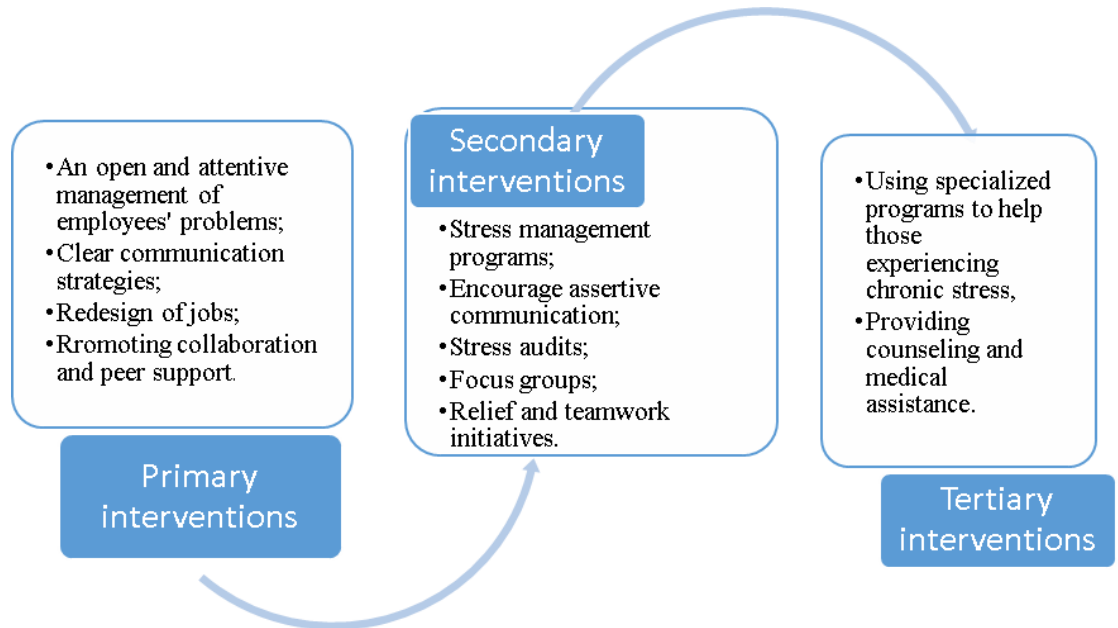 •An open and attentive
management of
employees' problems;
•Clear communication
strategies;
•Redesign of jobs;
•Rromoting collaboration
and peer support.
Primary
interventions
Secondary
interventions
•Stress management
programs;
•Encourage assertive
communication;
•Stress audits;
•Focus groups;
•Relief and teamwork
initiatives.
•Using specialized
programs to help
those
experiencing
chronic stress,
•Providing
counseling and
medical
assistance.
Tertiary
interventions